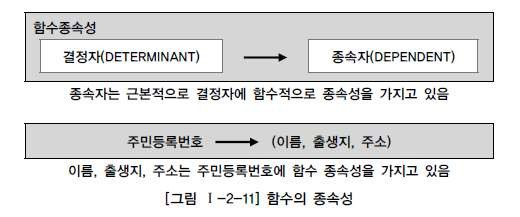 함수종속성
결정자(DETERMINANT) → 종속자(DEPENDENT)
종속자는 근본적으로 결정자에 함수적으로 종속성을 가지고 있음
주민등록번호 → (이름, 출생지, 주소)
이름, 출생지, 주소는 주민등록번호에 함수 종속성을 가지고 있음
[그림 Ⅰ-2-11] 함수의 종속성